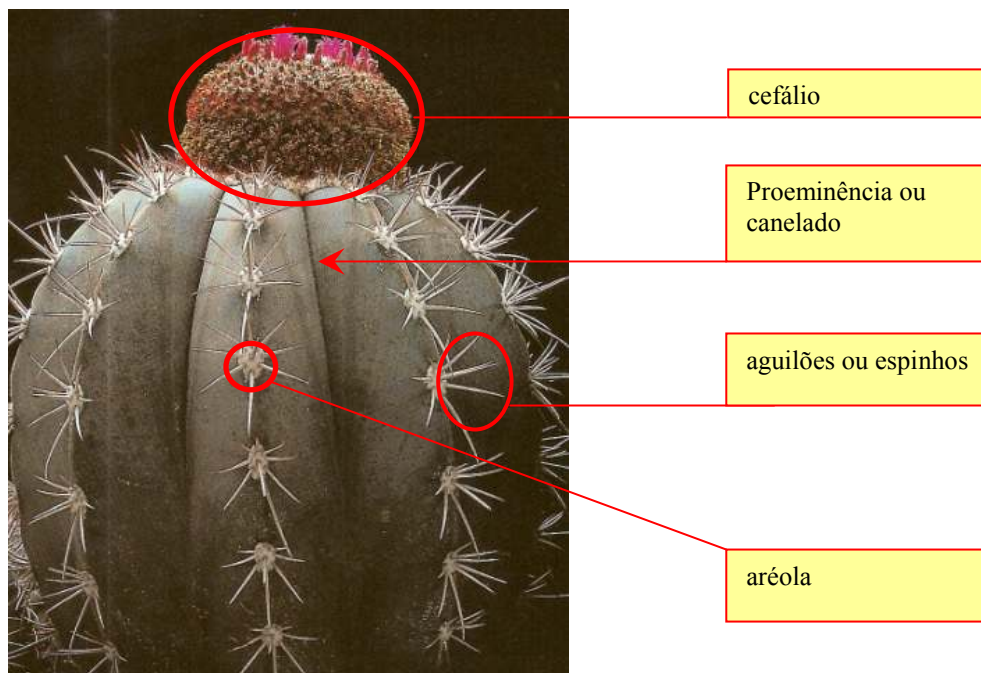 cefálio
Proeminência ou
canelado
aguilões ou espinhos
aréola